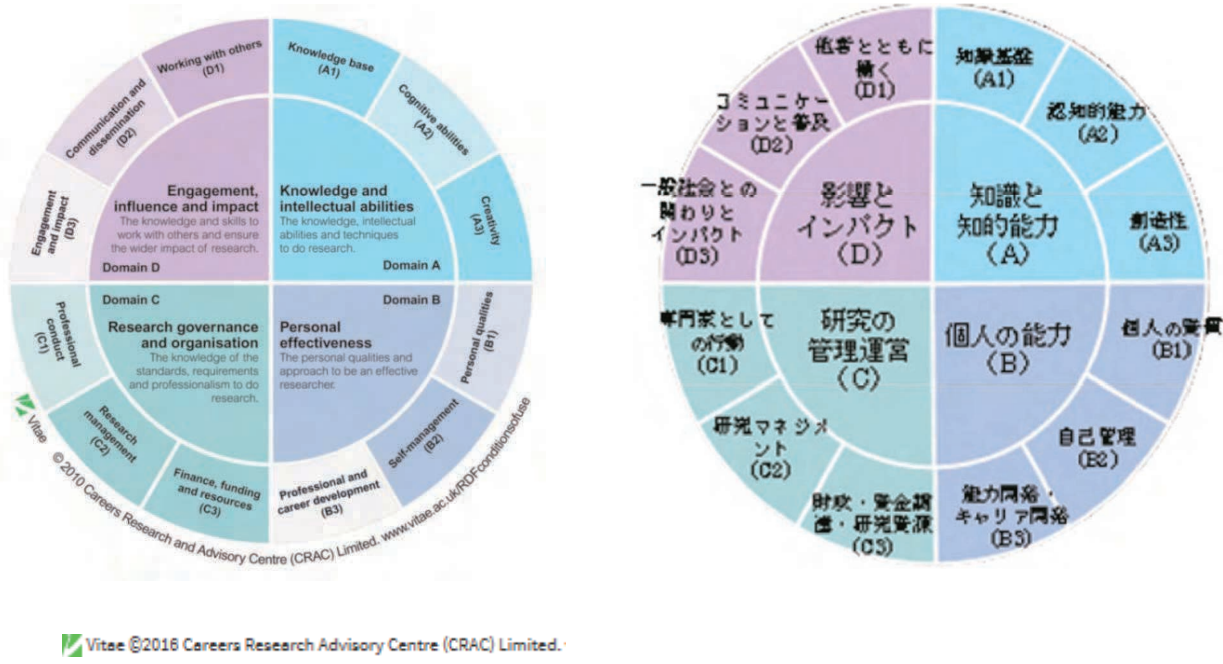 Working with others
(D1)
Knowledge base
(A1)
Communication and
dissemination
(D2)
Cognitive abilities
(A2)
Engagement
and impact
(D3)
Creativity
(A3)
Engagement,
influence and impact
The knowledge and skills to
work with others and ensure
the wider impact of research.
Domain D
Knowledge and
intellectual abilities
The knowledge, intellectual
abilities and techniques
to do research.
Domain A
Domain C
Research governance
and organisation
The knowledge of the
standards, requirements
and professionalism to do
research.
Domain B
Personal
effectiveness
The personal qualities and
approach to be an effective
researcher.
Professional
conduct
(C1)
Personal qualities
(B1)
Research
management
(C2)
Self-management
(B2)
Finance, funding
and resources
(C3)
Professional and
career development
(B3)
Vitae
© 2010 Careers Research and Advisory Centre (CRAC) Limited. www.vitae.ac.uk/RDFconditionsofuse
他者とともに
働く
(D1)
知識基盤
(A1)
コミュニケー
ションと普及
(D2)
認知的能力
(A2)
一般社会との
関わりと
インパクト
(D3)
創造性
(A3)
影響と
インパクト
(D)
知識と
知的能力
(A)
専門家として
の行動
(C1)
研究の
管理運営
(C)
個人の能力
(B)
個人の資質
(B1)
研究マネジメ
ント
(C2)
自己管理
(B2)
財政・資金調
達・研究資源
(C3)
能力開発・
キャリア開発
(B3)
Vitae ©2016 Careers Research Advisory Centre (CRAC) Limited.